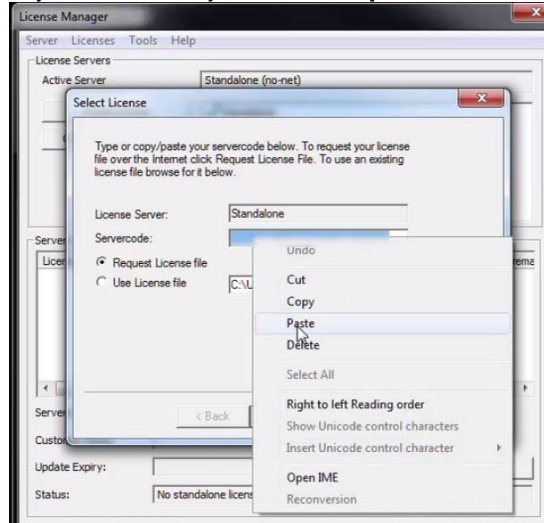 License Manager
Server Licenses Tools Help
License Servers
Active Server
Standalone (no-net)
Select License
Type or copy/paste your servercode below. To request your license
file over the Internet click Request License File. To use an existing
license file browse for it below.
License Server:
Standalone
Servercode:
Request License file
Use License file
C:\U
Undo
Cut
Copy
Paste
Delete
Select All
Right to left Reading order
Show Unicode control characters
Insert Unicode control character
Open IME
Reconversion
< Back
Update Expiry:
Status:
No standalone licens